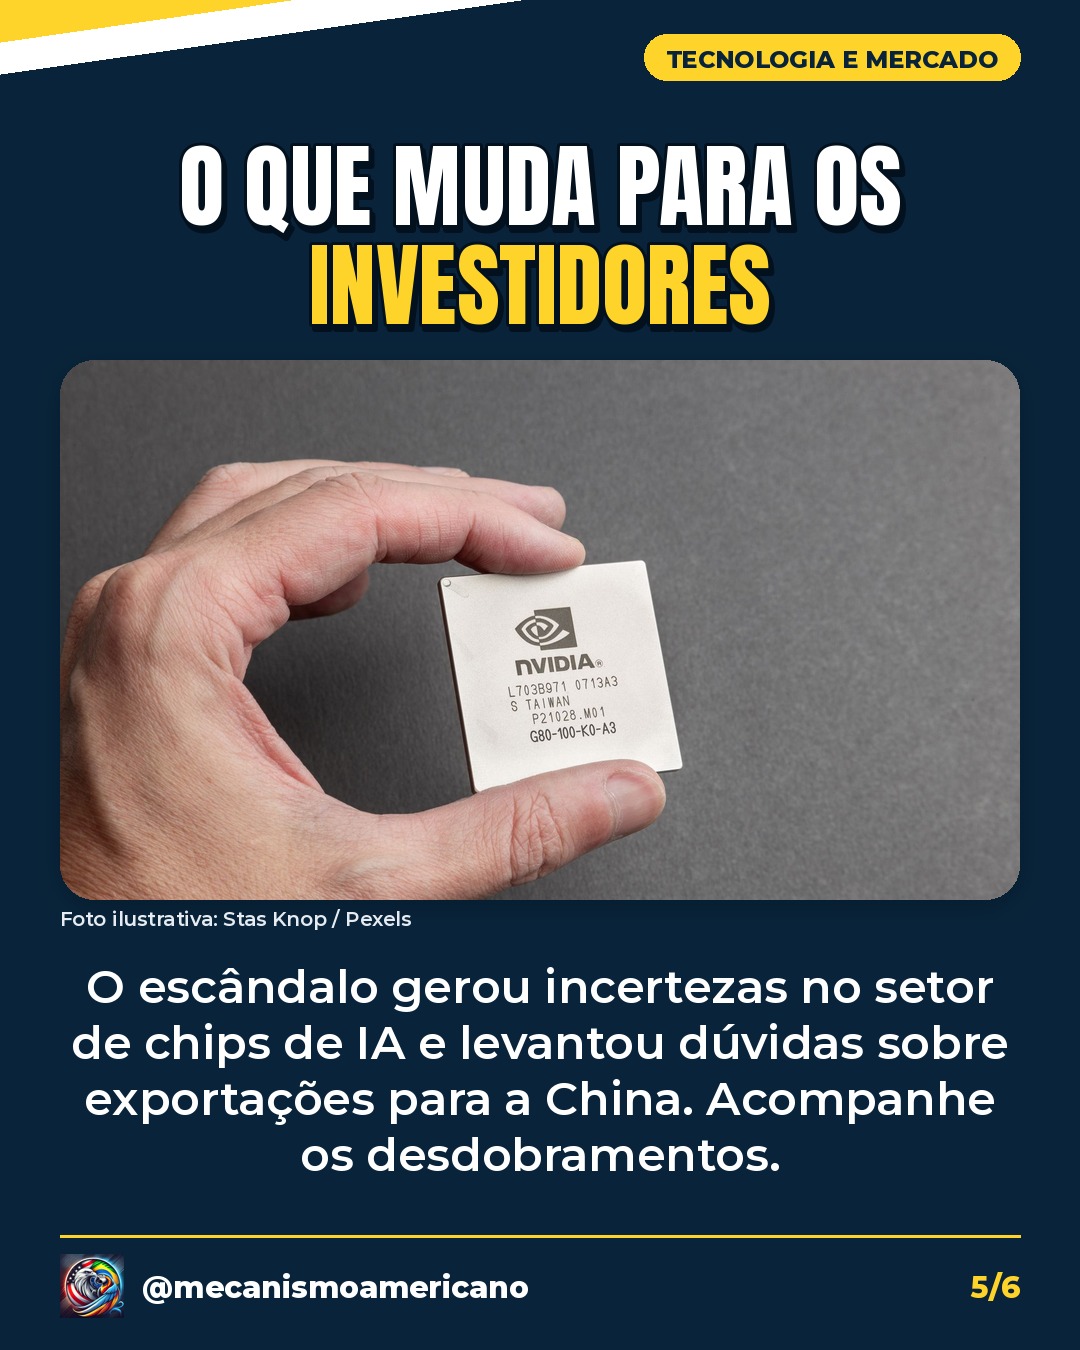 TECNOLOGIA E MERCADO
O QUE MUDA PARA OS
INVESTIDORES
NVIDIA®
L703B971 0713A3
S TAIWAN
P21028.M01
G80-100-K0-A3
Foto ilustrativa: Stas Knop / Pexels
O escândalo gerou incertezas no setor
de chips de IA e levantou dúvidas sobre
exportações para a China. Acompanhe
os desdobramentos.
@mecanismoamericano
5/6